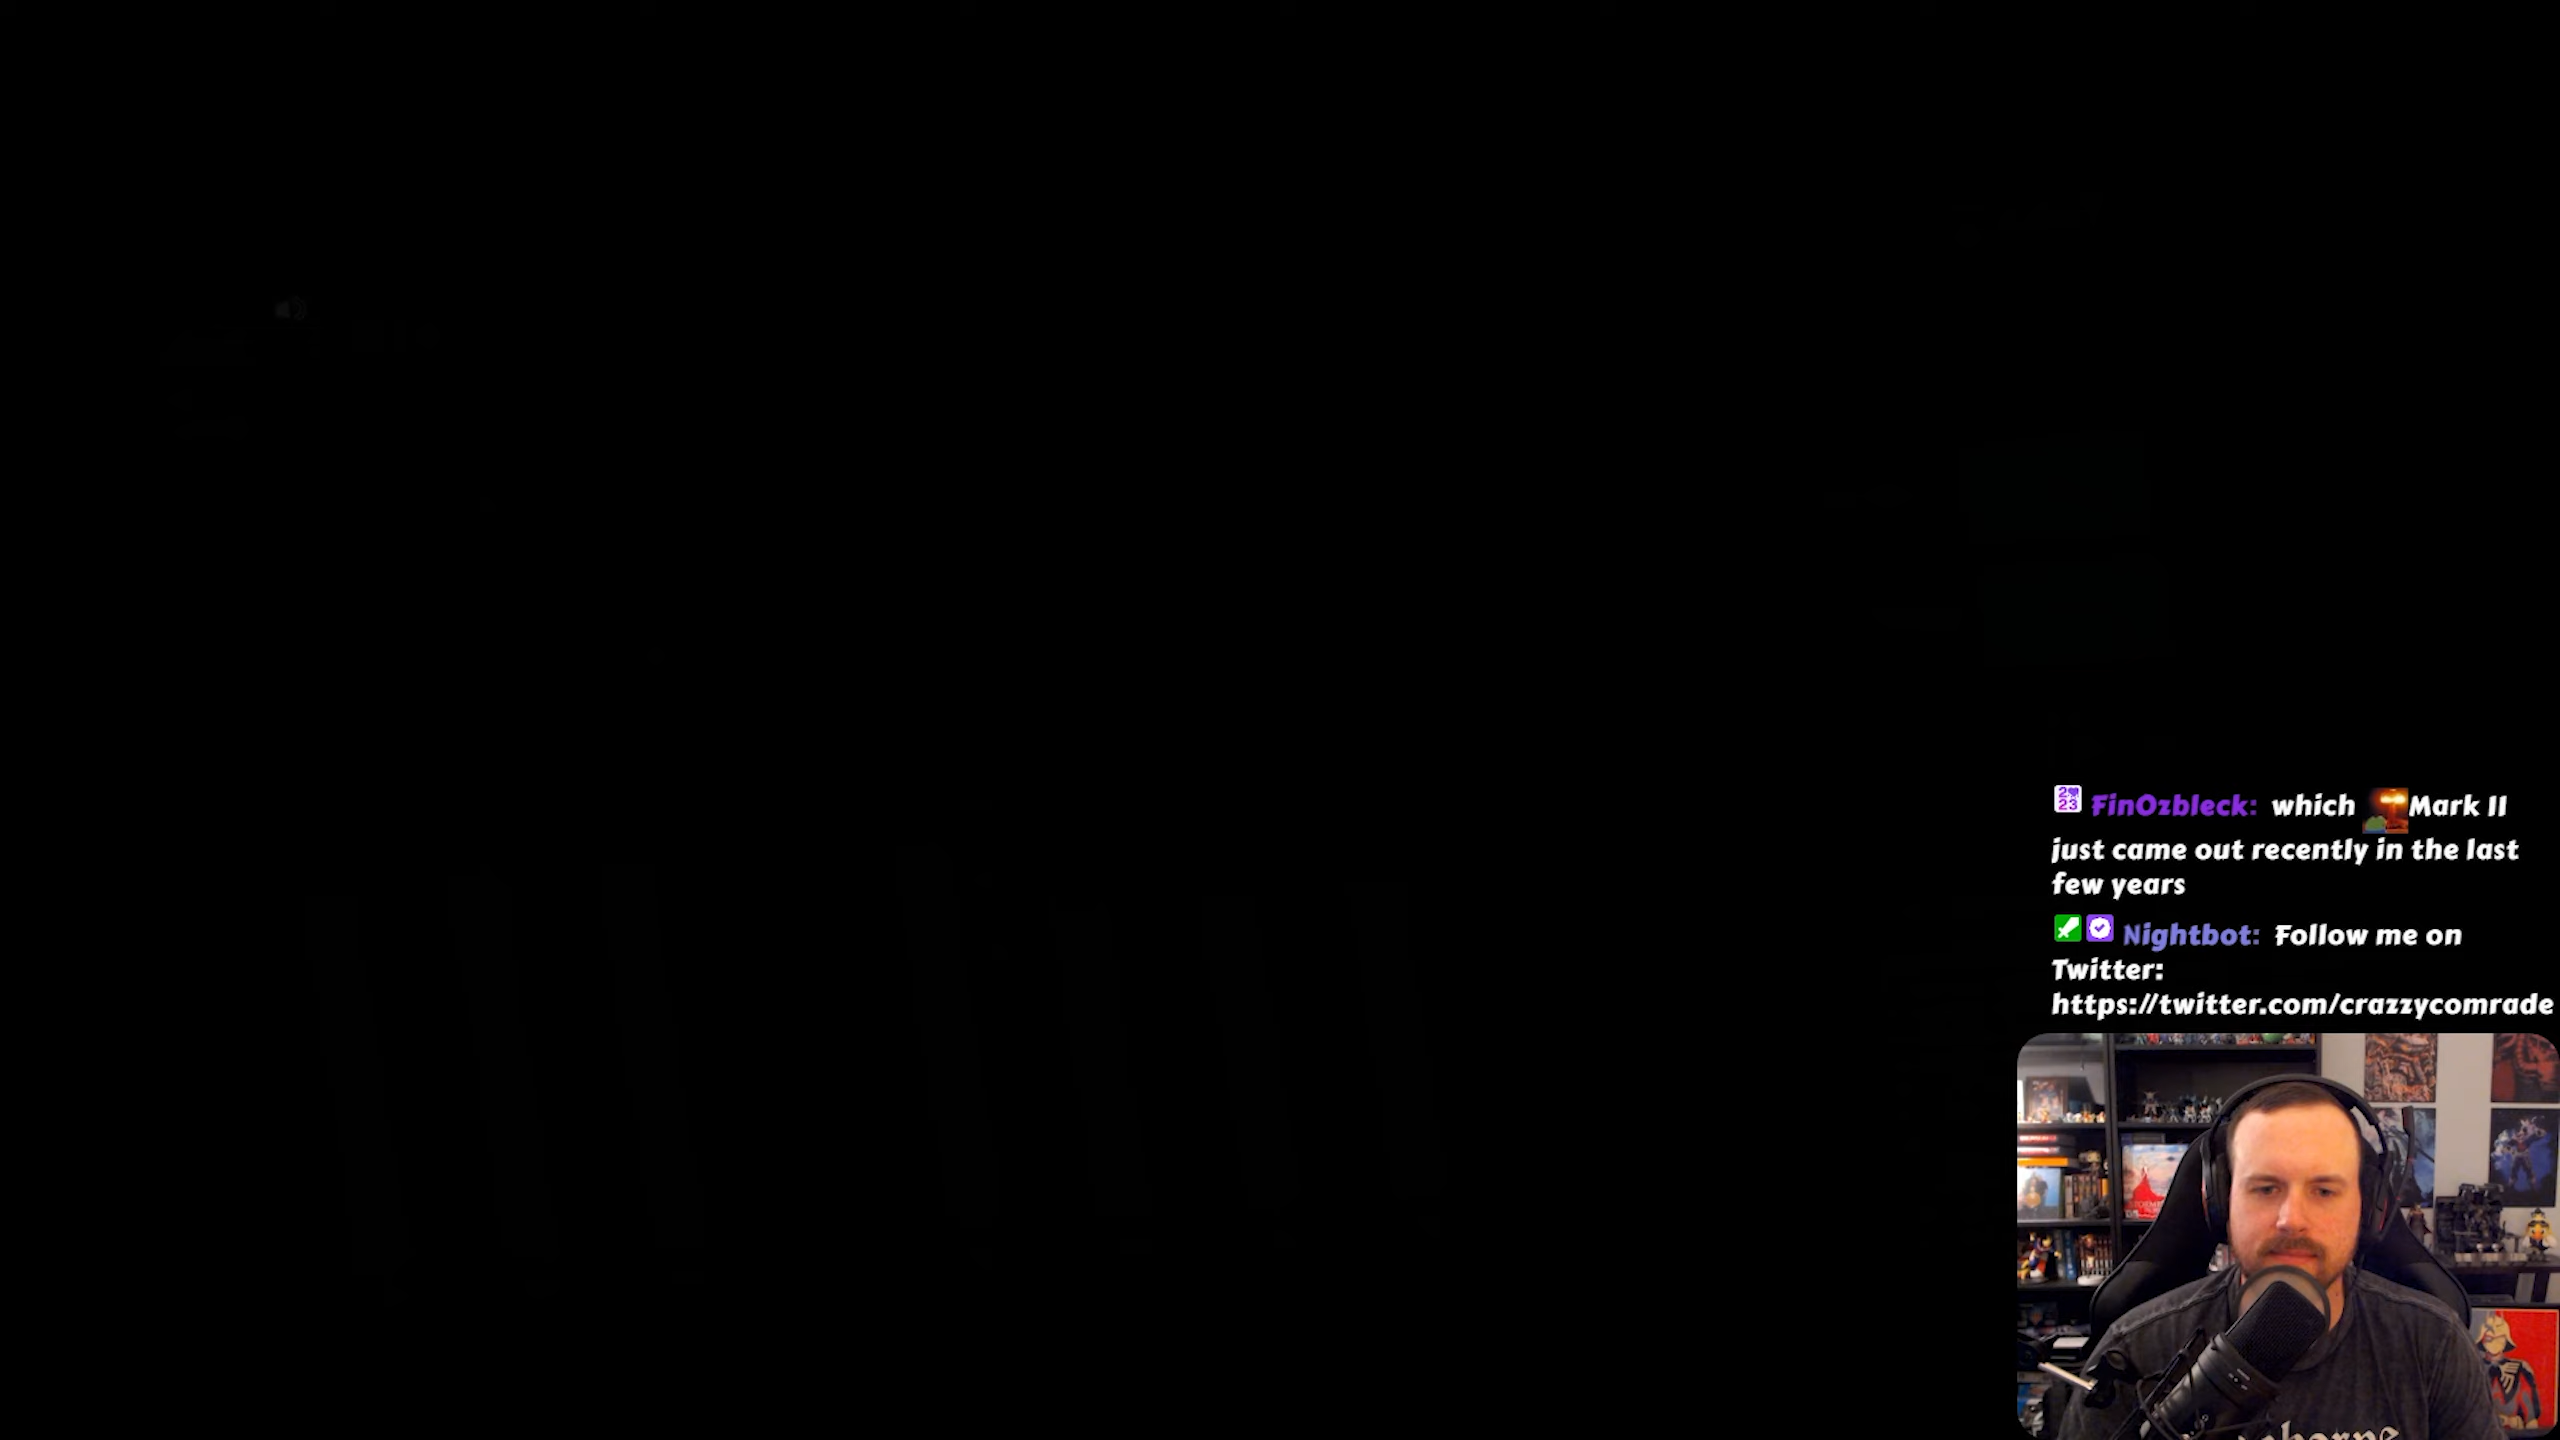 FinOzbleck: which Mark II
just came out recently in the last
few years
Nightbot: Follow me on
Twitter:
https://twitter.com/crazzycomrade